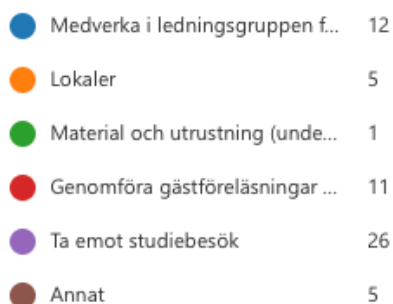 Medverka i ledningsgruppen f... 12
Lokaler 5
Material och utrustning (unde... 1
Genomföra gästföreläsningar ... 11
Ta emot studiebesök 26
Annat 5